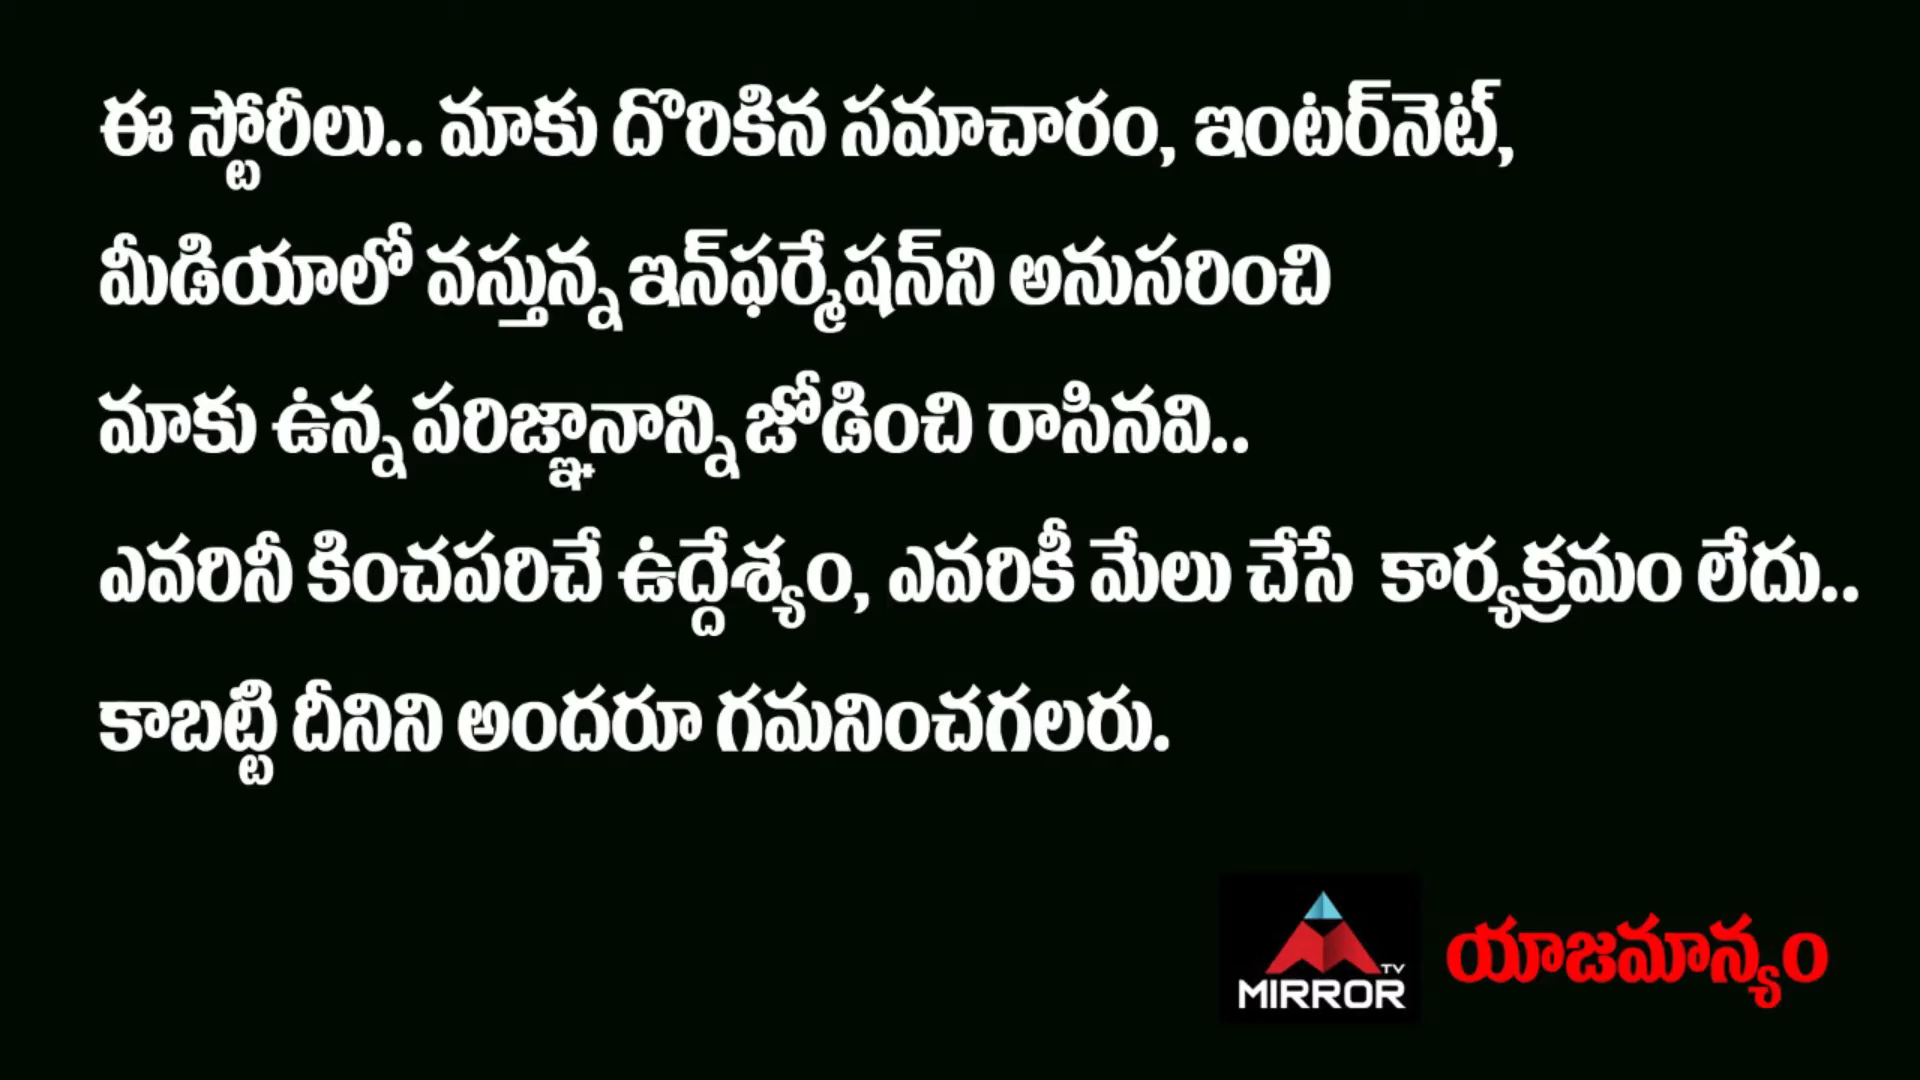 ఈ స్టోరీలు.. మాకు దొరికిన సమాచారం, ఇంటర్‌నెట్,
మీడియాలో వస్తున్న ఇన్‌ఫర్మేషన్‌ని అనుసరించి
మాకు ఉన్న పరిజ్ఞానాన్ని జోడించి రాసినవి..
ఎవరినీ కించపరిచే ఉద్దేశ్యం, ఎవరికీ మేలు చేసే కార్యక్రమం లేదు..
కాబట్టి దీనిని అందరూ గమనించగలరు.
TV
MIRROR
యాజమాన్యం